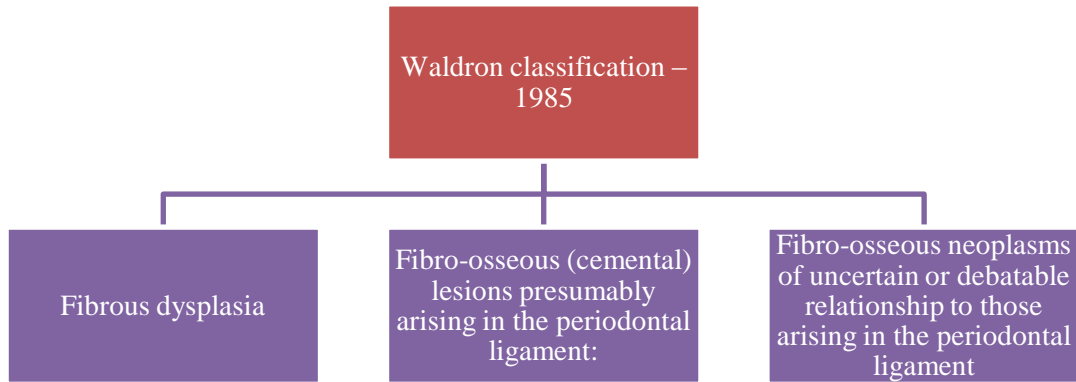 Waldron classification –
1985
Fibrous dysplasia
Fibro-osseous (cemental)
lesions presumably
arising in the periodontal
ligament:
Fibro-osseous neoplasms
of uncertain or debatable
relationship to those
arising in the periodontal
ligament